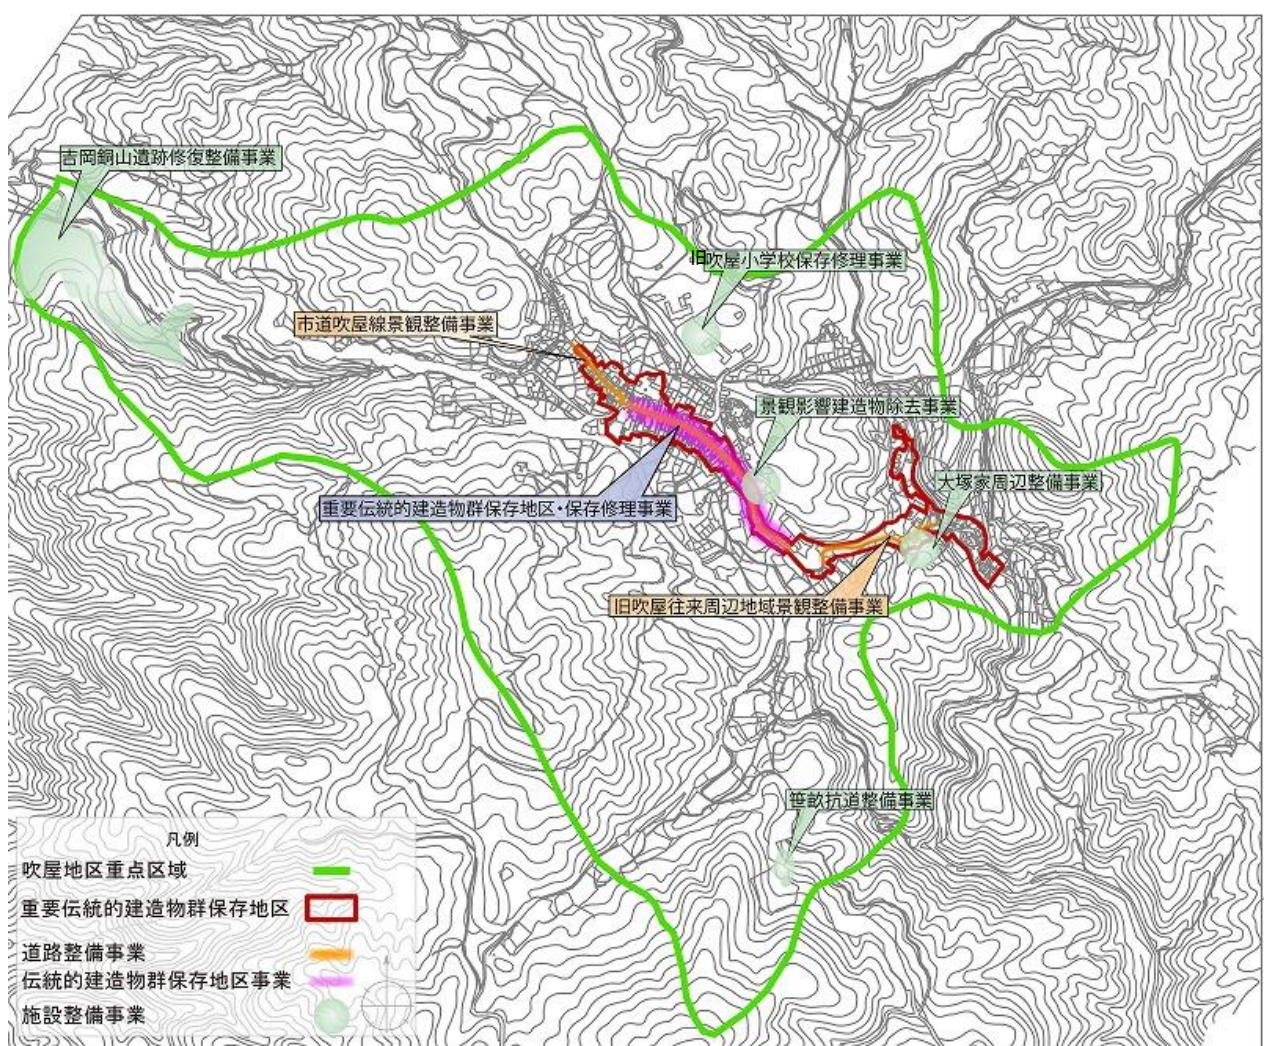 吉岡銅山遺跡修復整備事業
旧吹屋小学校保存修理事業
市道吹屋線景観整備事業
景観影響建造物除去事業
大塚家周辺整備事業
重要伝統的建造物群保存地区・保存修理事業
旧吹屋往来周辺地域景観整備事業
笹畝抗道整備事業
凡例
吹屋地区重点区域
重要伝統的建造物群保存地区
道路整備事業
伝統的建造物群保存地区事業
施設整備事業